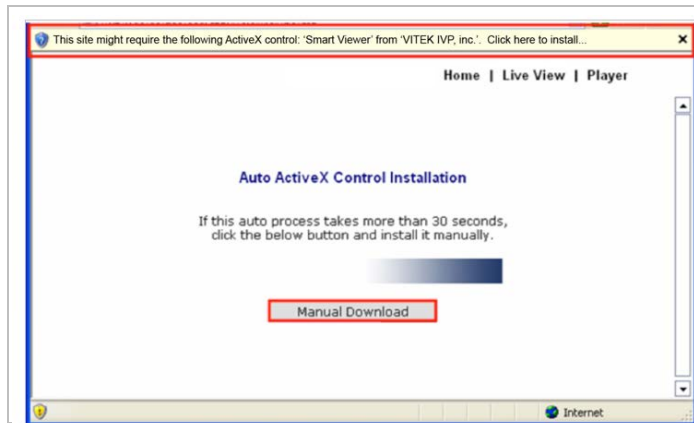 This site might require the following ActiveX control: ‘Smart Viewer’ from ‘VITEK IVP, inc.’. Click here to install...
Home | Live View | Player
Auto ActiveX Control Installation
If this auto process takes more than 30 seconds,
click the below button and install it manually.
Manual Download
Internet